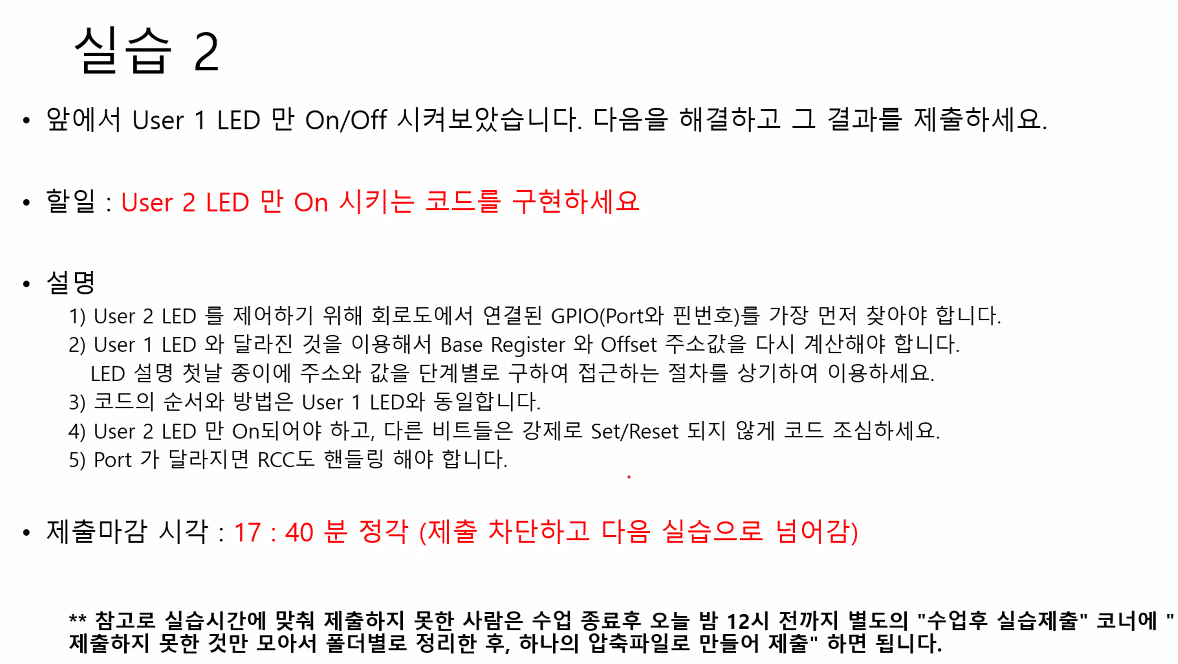 실습 2
• 앞에서 User 1 LED 만 On/Off 시켜보았습니다. 다음을 해결하고 그 결과를 제출하세요.
• 할일 : User 2 LED 만 On 시키는 코드를 구현하세요
• 설명
1) User 2 LED 를 제어하기 위해 회로도에서 연결된 GPIO(Port와 핀번호)를 가장 먼저 찾아야 합니다.
2) User 1 LED 와 달라진 것을 이용해서 Base Register 와 Offset 주소값을 다시 계산해야 합니다.
LED 설명 첫날 종이에 주소와 값을 단계별로 구하여 접근하는 절차를 상기하여 이용하세요.
3) 코드의 순서와 방법은 User 1 LED와 동일합니다.
4) User 2 LED 만 On되어야 하고, 다른 비트들은 강제로 Set/Reset 되지 않게 코드 조심하세요.
5) Port 가 달라지면 RCC도 핸들링 해야 합니다.
• 제출마감 시각 : 17 : 40 분 정각 (제출 차단하고 다음 실습으로 넘어감)
** 참고로 실습시간에 맞춰 제출하지 못한 사람은 수업 종료후 오늘 밤 12시 전까지 별도의 "수업후 실습제출" 코너에 "
제출하지 못한 것만 모아서 폴더별로 정리한 후, 하나의 압축파일로 만들어 제출" 하면 됩니다.